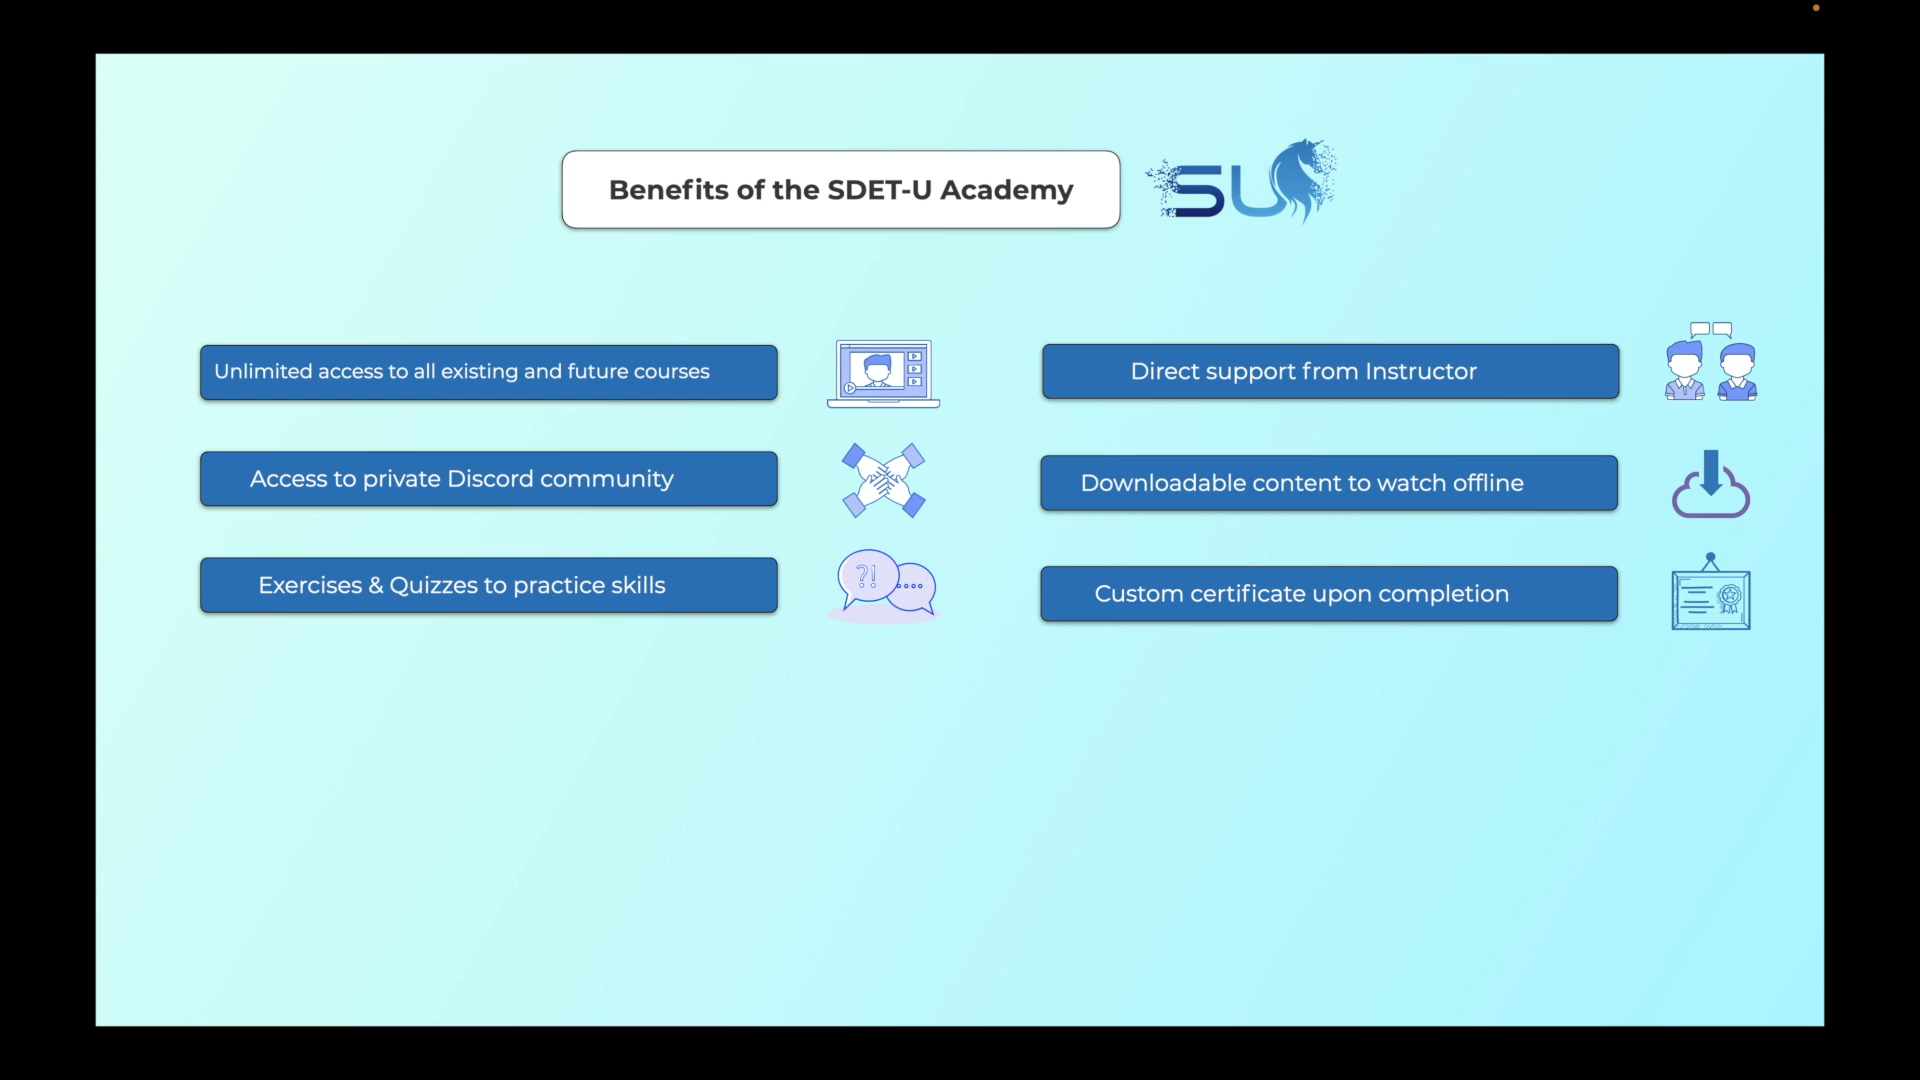 Benefits of the SDET-U Academy
SU
Unlimited access to all existing and future courses
Direct support from Instructor
Access to private Discord community
Downloadable content to watch offline
?!
Exercises & Quizzes to practice skills
Custom certificate upon completion